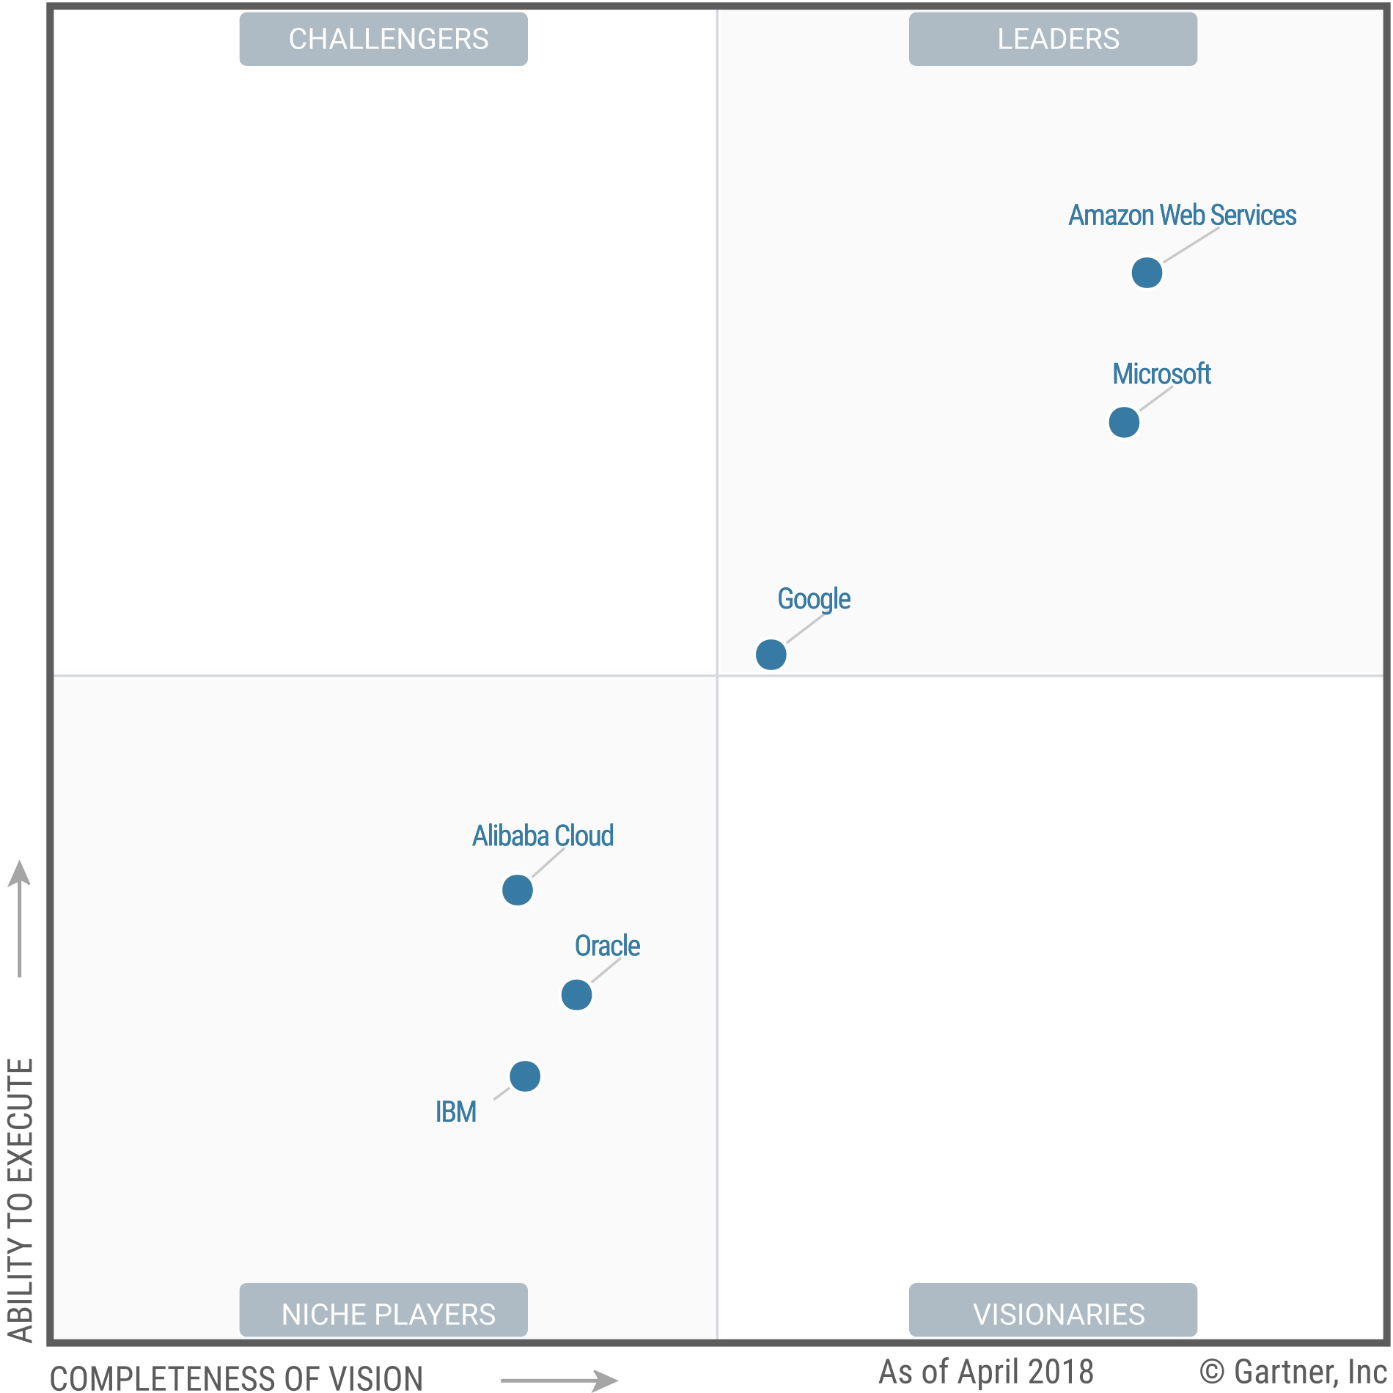 CHALLENGERS
LEADERS
Amazon Web Services
Microsoft
Google
Alibaba Cloud
Oracle
IBM
ABILITY TO EXECUTE
NICHE PLAYERS
VISIONARIES
COMPLETENESS OF VISION
As of April 2018
© Gartner, Inc